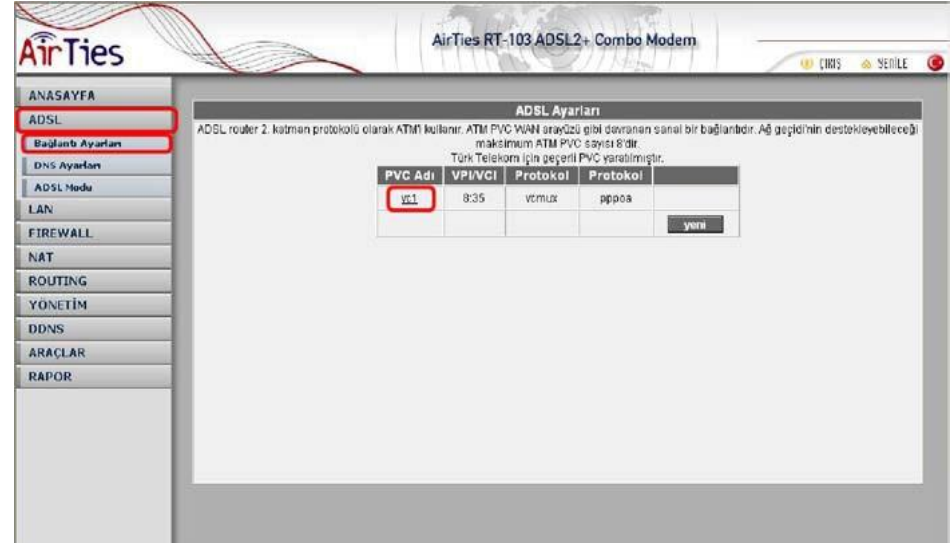 AirTies
AirTies RT-103 ADSL2+ Combo Modem
ÇIKIŞ YENİLE
ANASAYFA
ADSL
Bağlantı Ayarları
DNS Ayarları
ADSL Modu
LAN
FIREWALL
NAT
ROUTING
YÖNETİM
DDNS
ARAÇLAR
RAPOR
ADSL Ayarları
ADSL router 2. katman protokolü olarak ATM'i kullanır. ATM PVC WAN arayüzü gibi davranan sanal bir bağlantıdır. Ağ geçidi'nin destekleyebileceği
maksimum ATM PVC sayısı 8'dir.
Türk Telekom için geçerli PVC yaratılmıştır.
PVC Adı VPI/VCI Protokol Protokol
vc1 8:35 vcmux pppoa
yeni